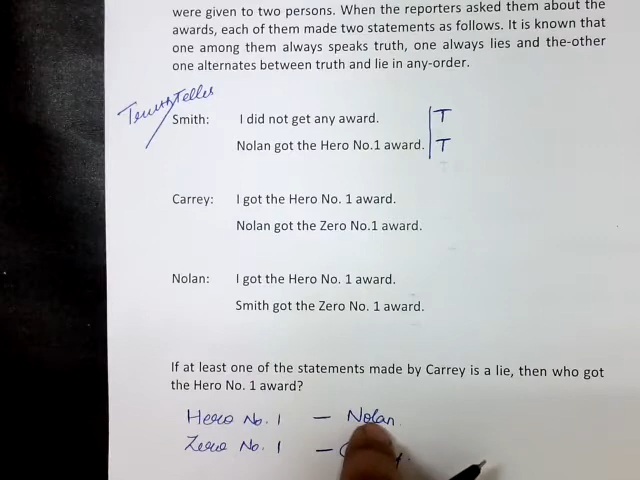 were given to two persons. When the reporters asked them about the
awards, each of them made two statements as follows. It is known that
one among them always speaks truth, one always lies and the-other
one alternates between truth and lie in any-order.
Truth Teller
Smith: I did not get any award. T
Nolan got the Hero No.1 award. T
Carrey: I got the Hero No. 1 award.
Nolan got the Zero No.1 award.
Nolan: I got the Hero No. 1 award.
Smith got the Zero No. 1 award.
If at least one of the statements made by Carrey is a lie, then who got
the Hero No. 1 award?
Hero No. 1 — Nolan.
Zero No. 1 —